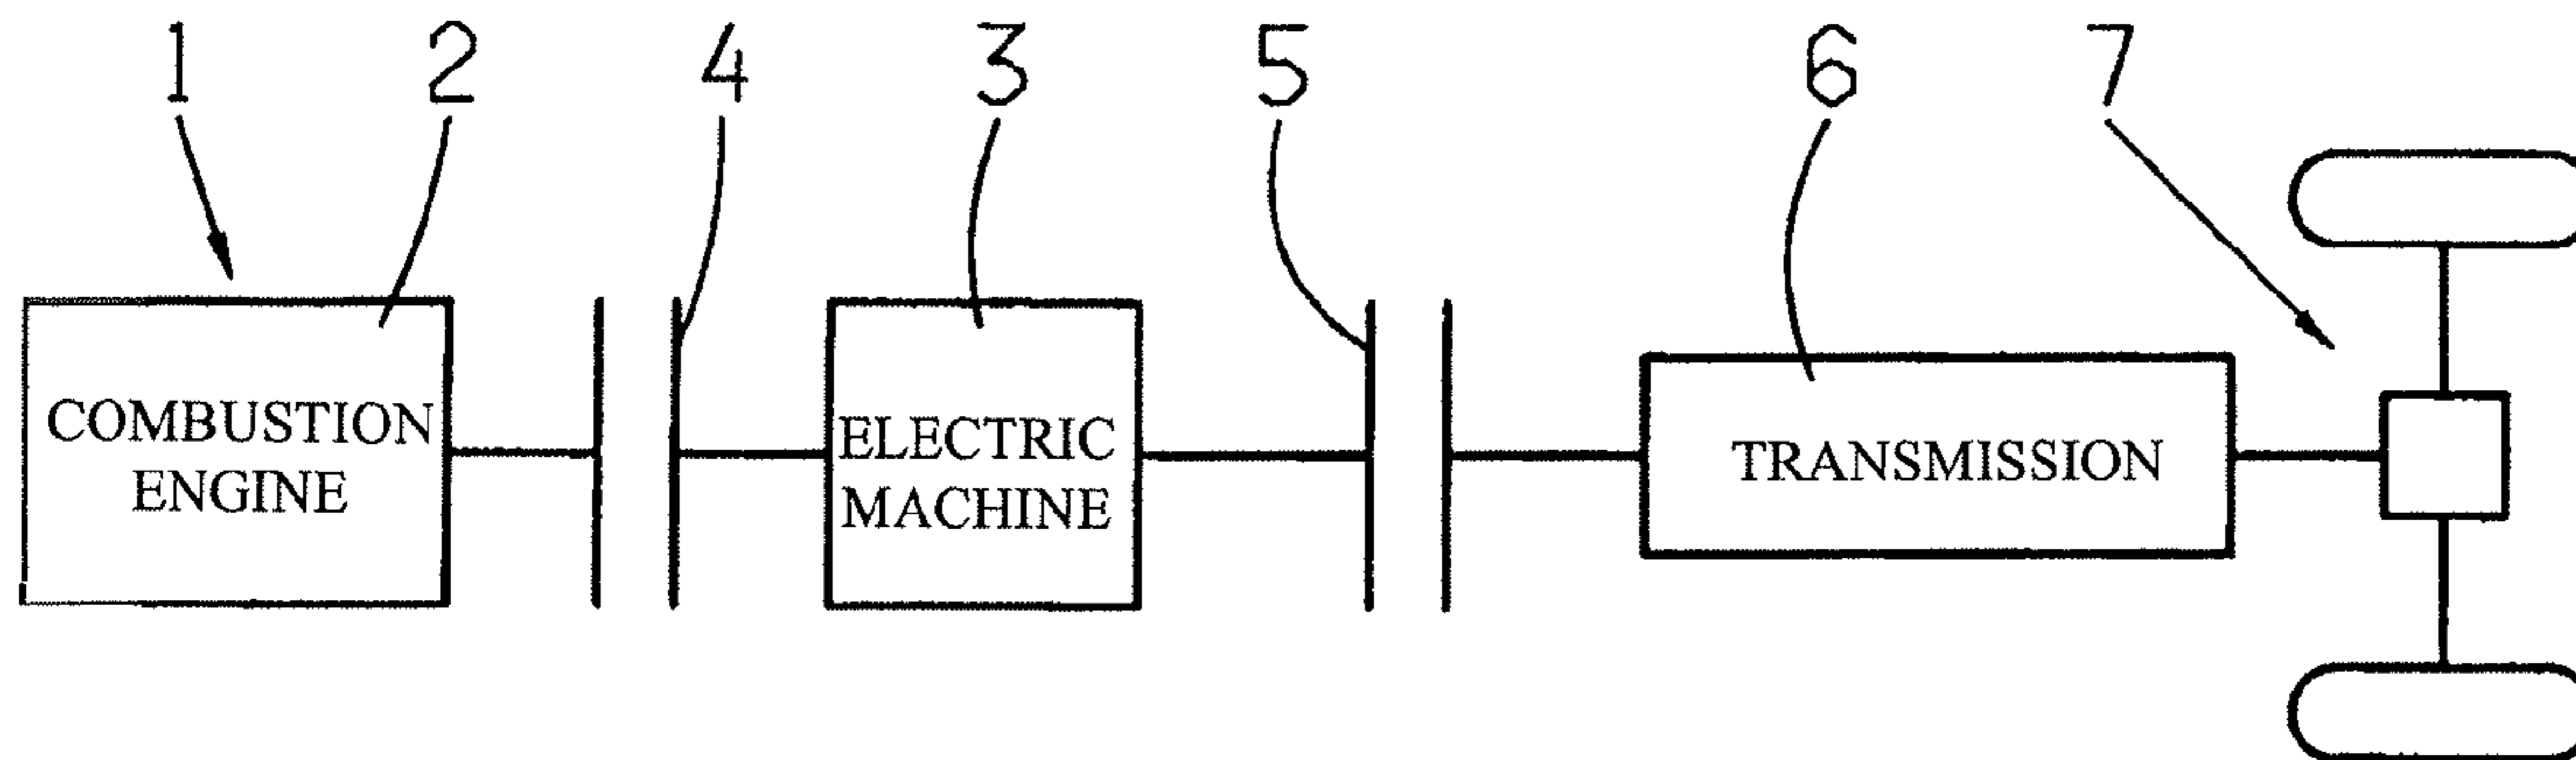 1 2 4 3 5 6 7
COMBUSTION
ENGINE
ELECTRIC
MACHINE
TRANSMISSION